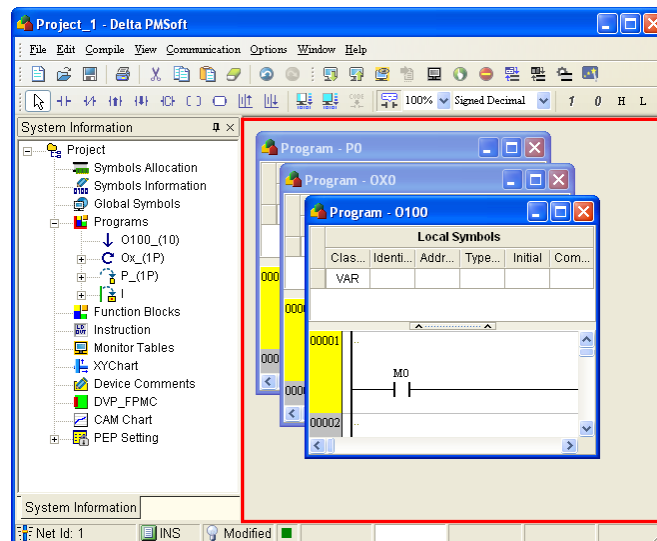 Project_1 - Delta PMSoft
File Edit Compile View Communication Options Window Help
100% Signed Decimal 1 0 H L
System Information
Project
Symbols Allocation
Symbols Information
Global Symbols
Programs
O100_(10)
Ox_(1P)
P_(1P)
I
Function Blocks
Instruction
Monitor Tables
XYChart
Device Comments
DVP_FPMC
CAM Chart
PEP Setting
System Information
Program - P0
Program - OX0
Program - O100
Local Symbols
Clas... Identi... Addr... Type... Initial Com...
VAR
00001
M0
00002
Net Id: 1 INS Modified